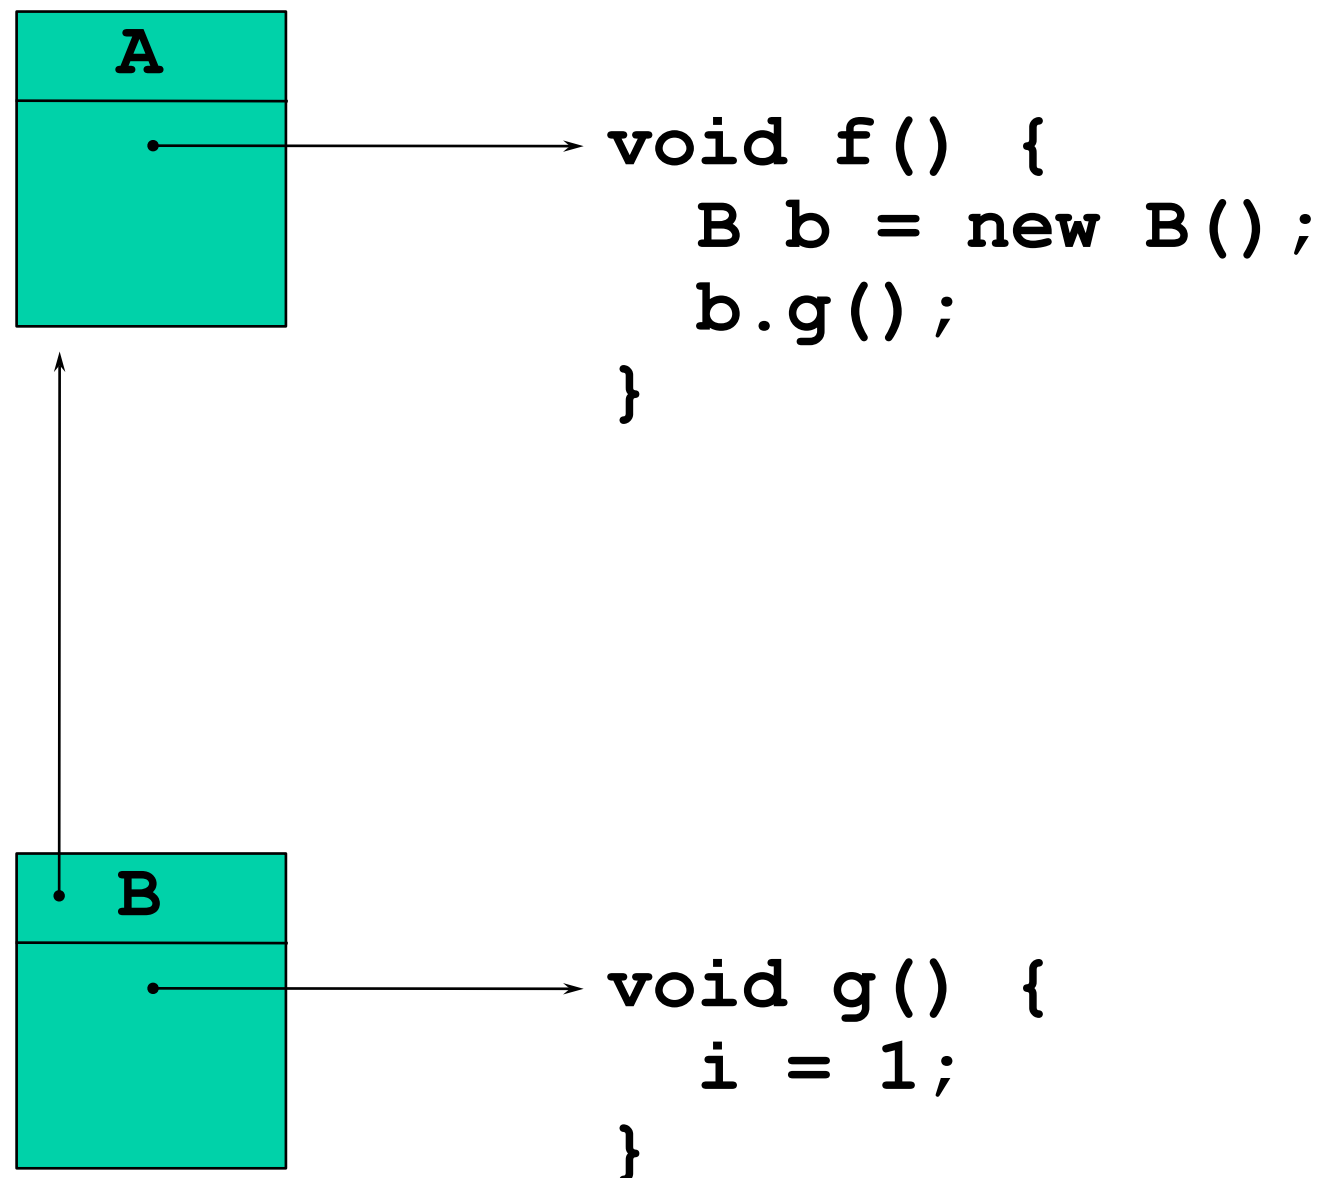 A
void f() {
  B b = new B();
  b.g();
}
B
void g() {
  i = 1;
}